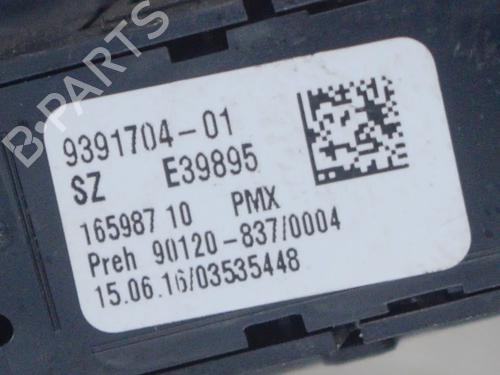 B-PARTS
9391704-01
SZ E39895
165987 10 PMX
Preh 90120-837/0004
15.06.16/03535448